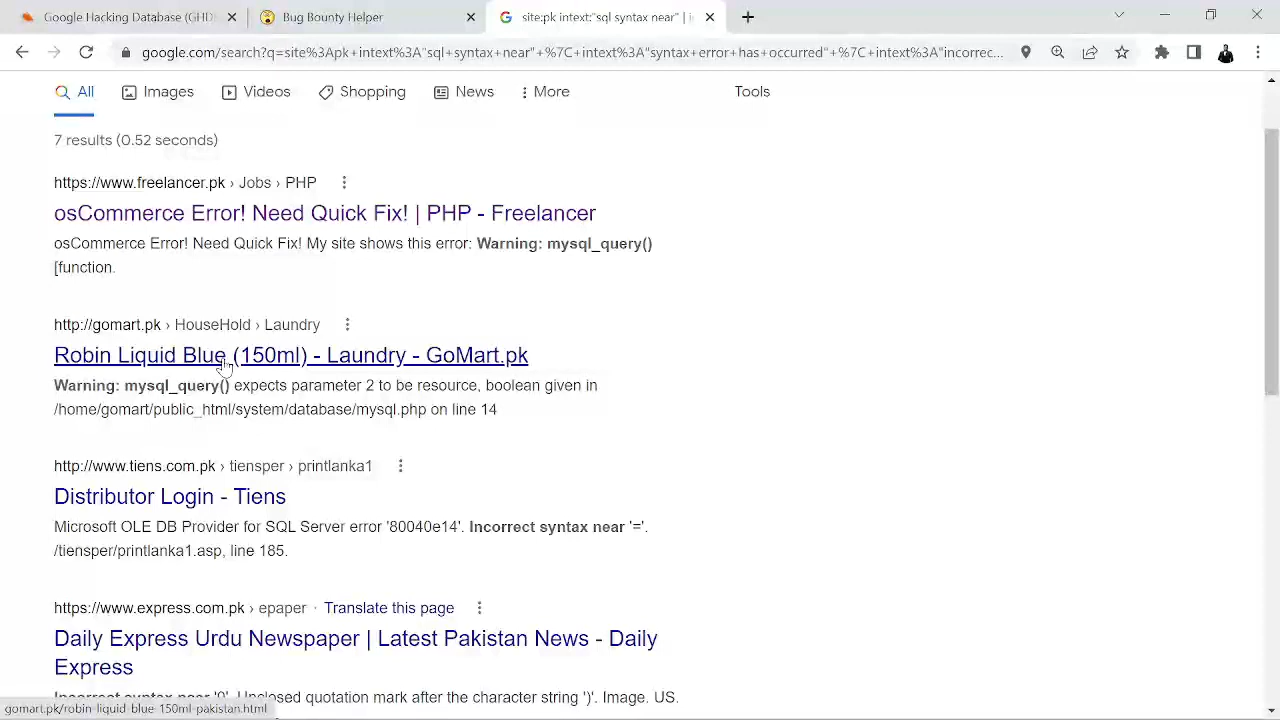 Google Hacking Database (GHD
Bug Bounty Helper
site:pk intext:"sql syntax near" | i
google.com/search?q=site%3Apk+intext%3A"sql+syntax+near"+%7C+intext%3A"syntax+error+has+occurred"+%7C+intext%3A"incorrec...
All Images Videos Shopping News More Tools
7 results (0.52 seconds)
https://www.freelancer.pk › Jobs › PHP
osCommerce Error! Need Quick Fix! | PHP - Freelancer
osCommerce Error! Need Quick Fix! My site shows this error: Warning: mysql_query()
[function.
http://gomart.pk › HouseHold › Laundry
Robin Liquid Blue (150ml) - Laundry - GoMart.pk
Warning: mysql_query() expects parameter 2 to be resource, boolean given in
/home/gomart/public_html/system/database/mysql.php on line 14
http://www.tiens.com.pk › tiensper › printlanka1
Distributor Login - Tiens
Microsoft OLE DB Provider for SQL Server error '80040e14'. Incorrect syntax near '='.
/tiensper/printlanka1.asp, line 185.
https://www.express.com.pk › epaper · Translate this page
Daily Express Urdu Newspaper | Latest Pakistan News - Daily
Express
Incorrect syntax near '0'. Unclosed quotation mark after the character string ')'. Image. US.
gomart.pk/robin-liquid-blue-150ml-pakistan.html